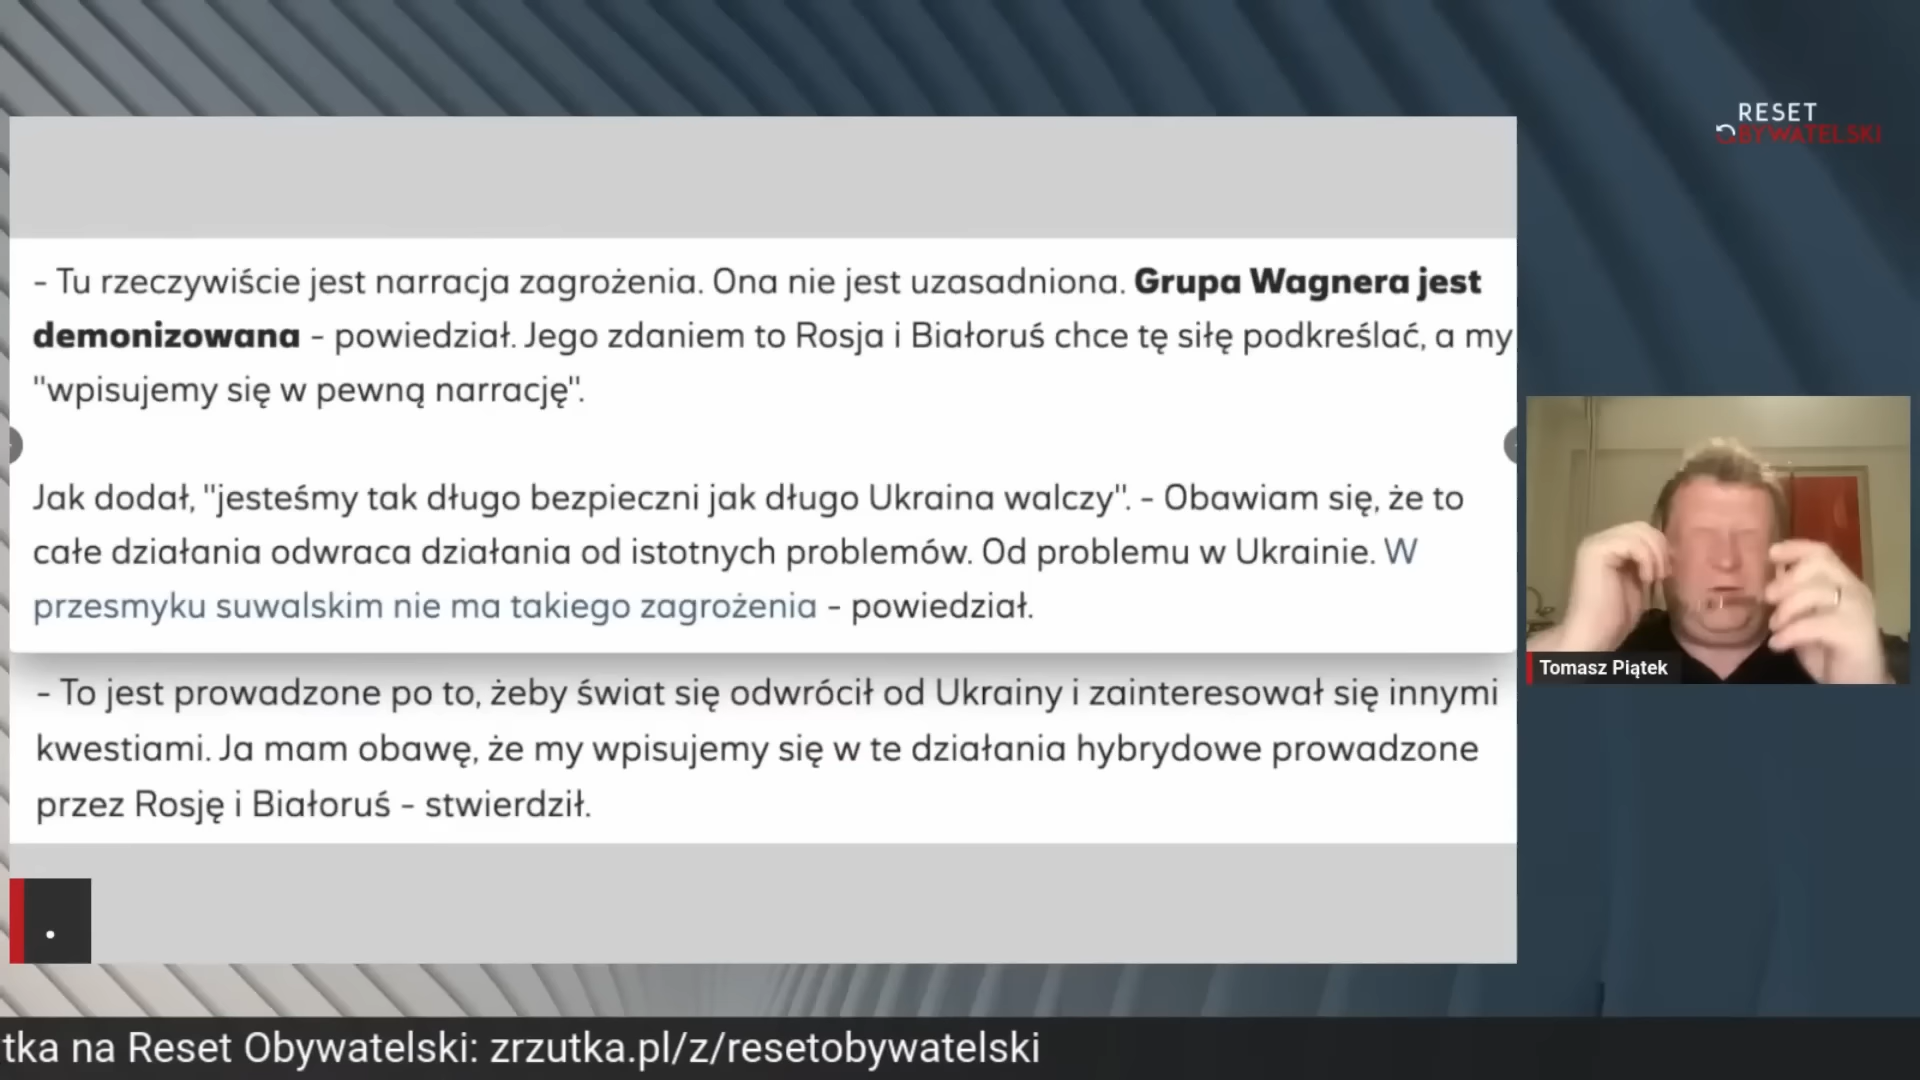 RESET
OBYWATELSKI
- Tu rzeczywiście jest narracja zagrożenia. Ona nie jest uzasadniona. Grupa Wagnera jest
demonizowana - powiedział. Jego zdaniem to Rosja i Białoruś chce tę siłę podkreślać, a my
"wpisujemy się w pewną narrację".
Jak dodał, "jesteśmy tak długo bezpieczni jak długo Ukraina walczy". - Obawiam się, że to
całe działania odwraca działania od istotnych problemów. Od problemu w Ukrainie. W
przesmyku suwalskim nie ma takiego zagrożenia - powiedział.
- To jest prowadzone po to, żeby świat się odwrócił od Ukrainy i zainteresował się innymi
kwestiami. Ja mam obawę, że my wpisujemy się w te działania hybrydowe prowadzone
przez Rosję i Białoruś - stwierdził.
Tomasz Piątek
.
tka na Reset Obywatelski: zrzutka.pl/z/resetobywatelski